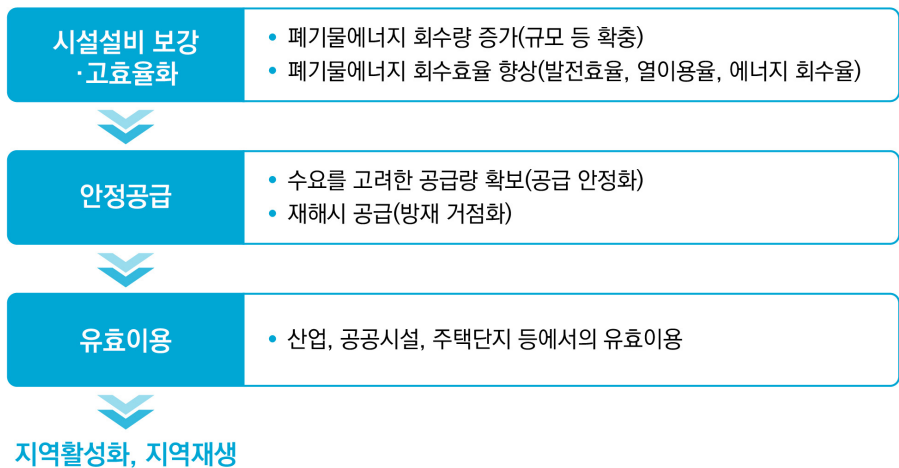 시설설비 보강
·고효율화
• 폐기물에너지 회수량 증가(규모 등 확충)
• 폐기물에너지 회수효율 향상(발전효율, 열이용율, 에너지 회수율)
안정공급
• 수요를 고려한 공급량 확보(공급 안정화)
• 재해시 공급(방재 거점화)
유효이용
• 산업, 공공시설, 주택단지 등에서의 유효이용
지역활성화, 지역재생